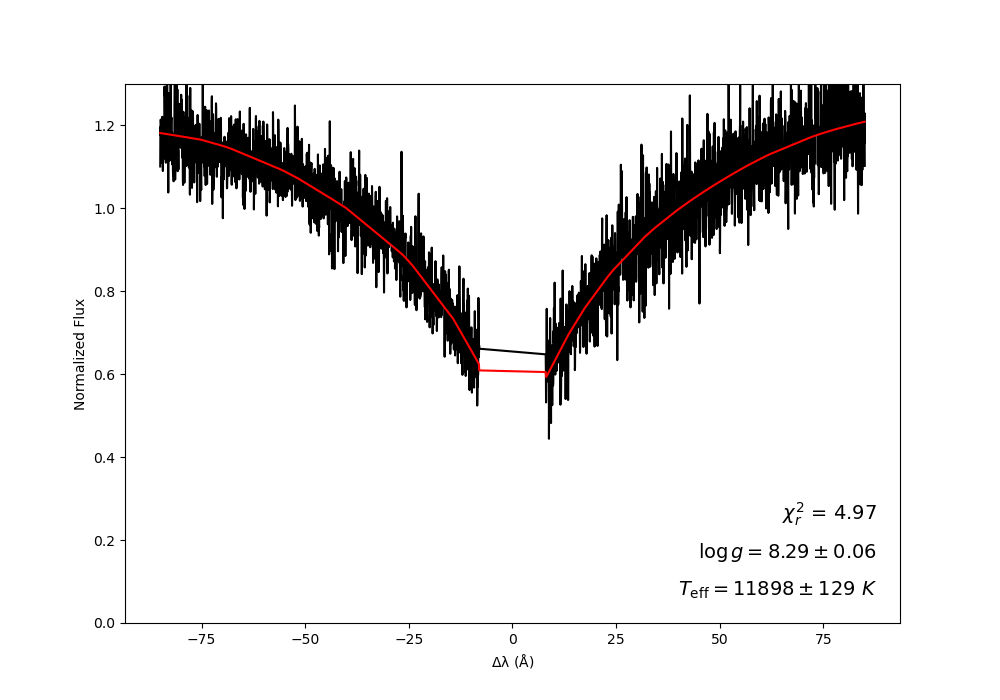 1.2
1.0
0.8
0.6
0.4
0.2
0.0
Normalized Flux
χ²ᵣ = 4.97
log g = 8.29 ± 0.06
T_eff = 11898 ± 129 K
−75 −50 −25 0 25 50 75
Δλ (Å)